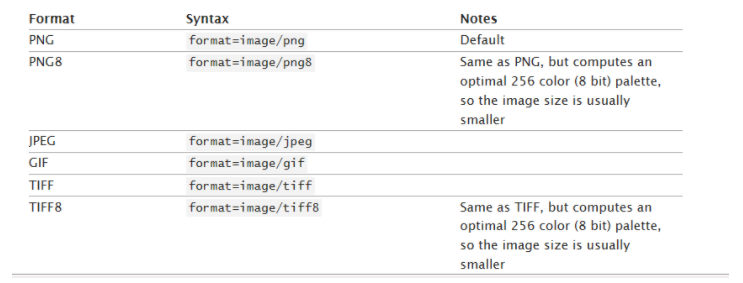 Format Syntax Notes
PNG format=image/png Default
PNG8 format=image/png8 Same as PNG, but computes an
optimal 256 color (8 bit) palette,
so the image size is usually
smaller
JPEG format=image/jpeg
GIF format=image/gif
TIFF format=image/tiff
TIFF8 format=image/tiff8 Same as TIFF, but computes an
optimal 256 color (8 bit) palette,
so the image size is usually
smaller